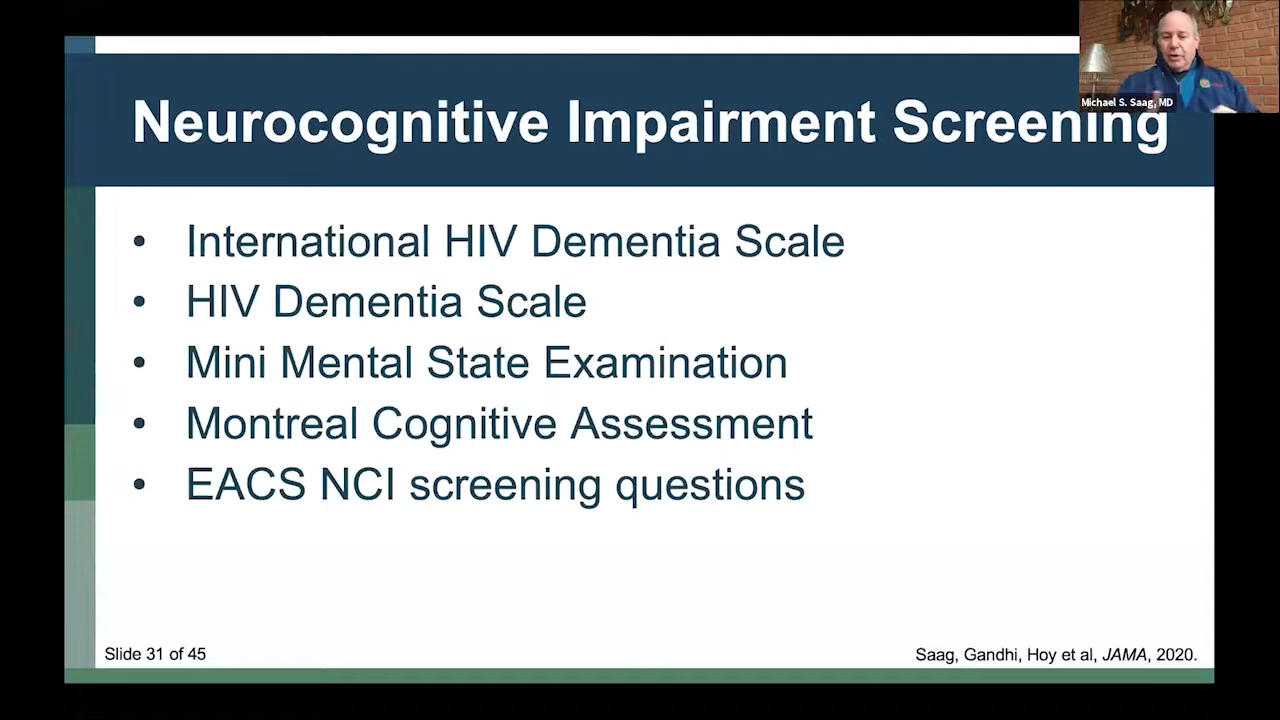 Michael S. Saag, MD
Neurocognitive Impairment Screening
• International HIV Dementia Scale
• HIV Dementia Scale
• Mini Mental State Examination
• Montreal Cognitive Assessment
• EACS NCI screening questions
Slide 31 of 45
Saag, Gandhi, Hoy et al, JAMA, 2020.